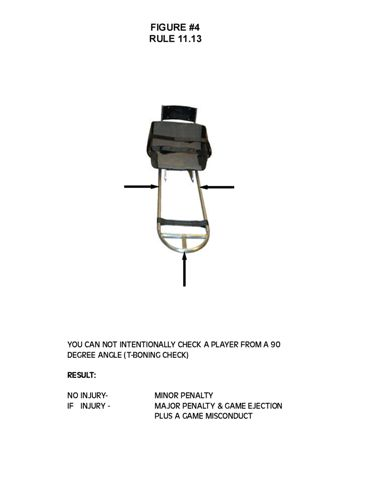 FIGURE #4
RULE 11.13
YOU CAN NOT INTENTIONALLY CHECK A PLAYER FROM A 90
DEGREE ANGLE (T-BONING CHECK)
RESULT:
NO INJURY- MINOR PENALTY
IF INJURY - MAJOR PENALTY & GAME EJECTION
PLUS A GAME MISCONDUCT